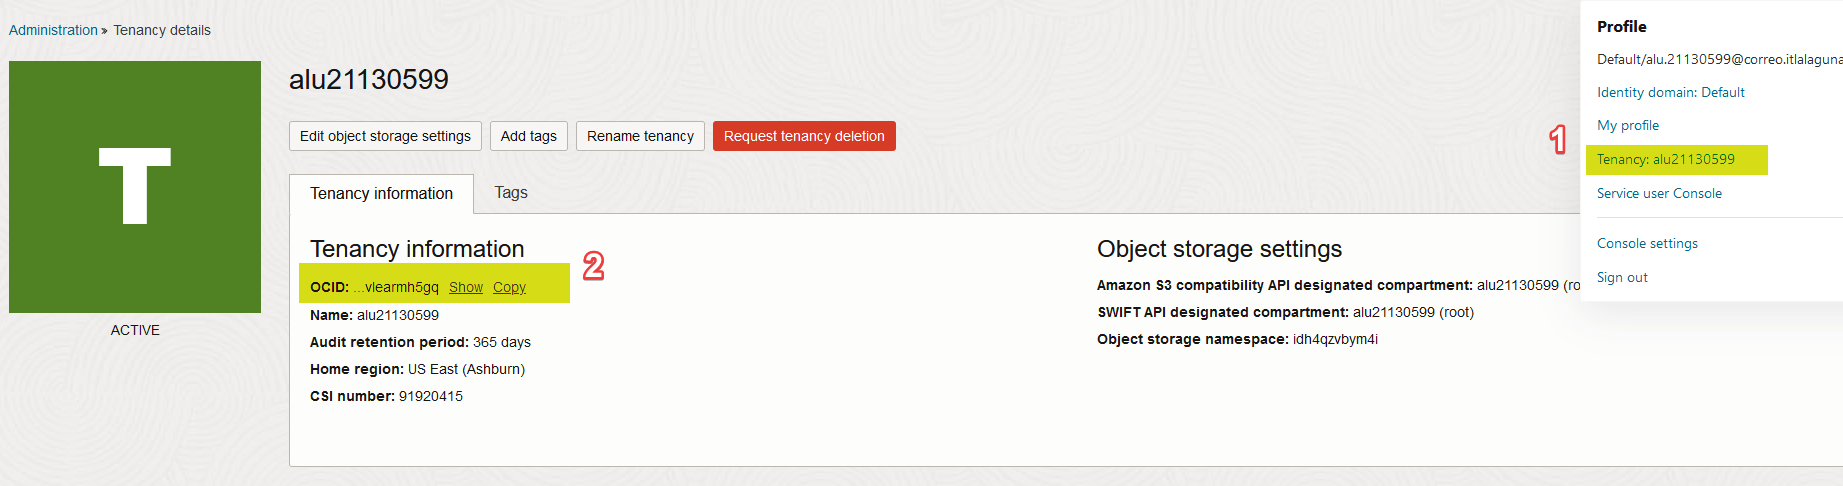 Administration » Tenancy details
T
ACTIVE
alu21130599
Edit object storage settings
Add tags
Rename tenancy
Request tenancy deletion
Tenancy information
Tags
Tenancy information
OCID: ...vlearmh5gq Show Copy
2
Name: alu21130599
Audit retention period: 365 days
Home region: US East (Ashburn)
CSI number: 91920415
Object storage settings
Amazon S3 compatibility API designated compartment: alu21130599 (ro
SWIFT API designated compartment: alu21130599 (root)
Object storage namespace: idh4qzvbym4i
Profile
Default/alu.21130599@correo.itlalaguna
Identity domain: Default
My profile
1
Tenancy: alu21130599
Service user Console
Console settings
Sign out